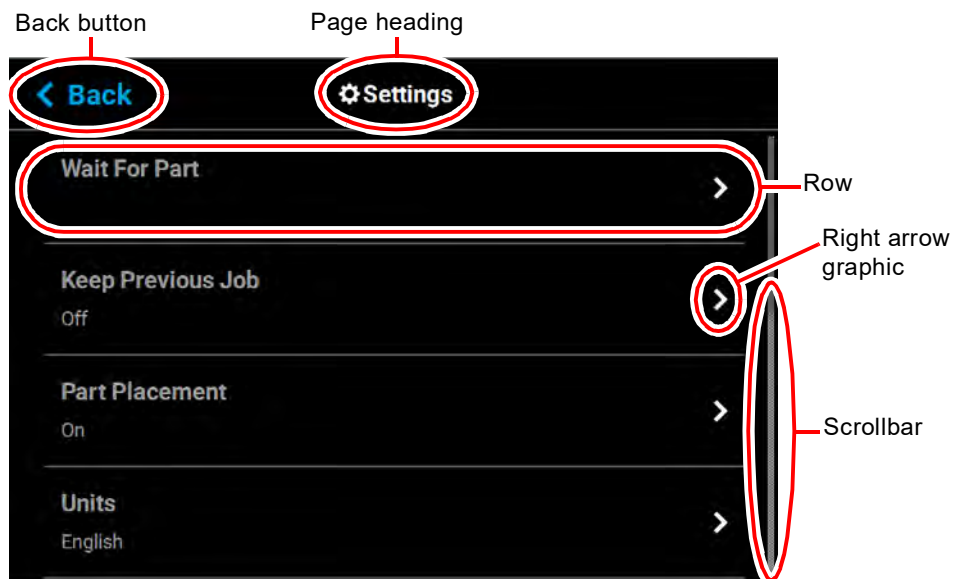 Back button
Page heading
Back
Settings
Wait For Part
Row
Right arrow
graphic
Keep Previous Job
Off
Part Placement
On
Scrollbar
Units
English